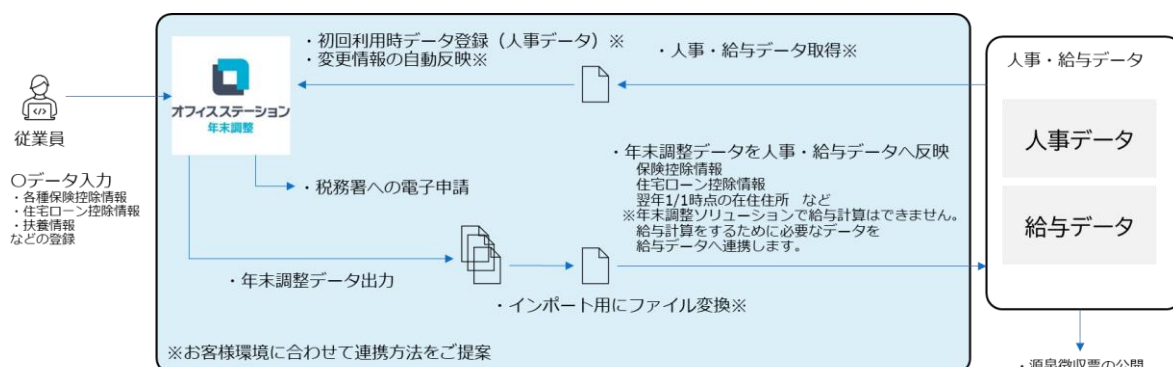 従業員
〇データ入力
・各種保険控除情報
・住宅ローン控除情報
・扶養情報
などの登録
オフィスステーション
年末調整
・初回利用時データ登録（人事データ）※
・変更情報の自動反映※
・人事・給与データ取得※
・税務署への電子申請
・年末調整データを人事・給与データへ反映
保険控除情報
住宅ローン控除情報
翌年1/1時点の在住住所　など
※年末調整ソリューションで給与計算はできません。
給与計算をするために必要なデータを
給与データへ連携します。
・年末調整データ出力
・インポート用にファイル変換※
※お客様環境に合わせて連携方法をご提案
人事・給与データ
人事データ
給与データ
・源泉徴収票の公開